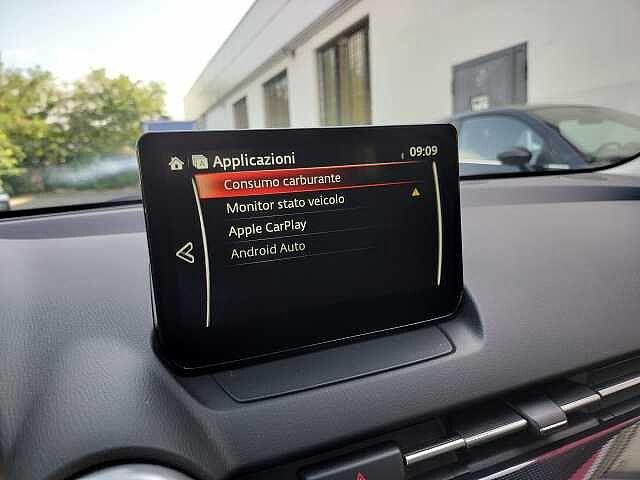 Applicazioni 09:09
Consumo carburante
Monitor stato veicolo
Apple CarPlay
Android Auto